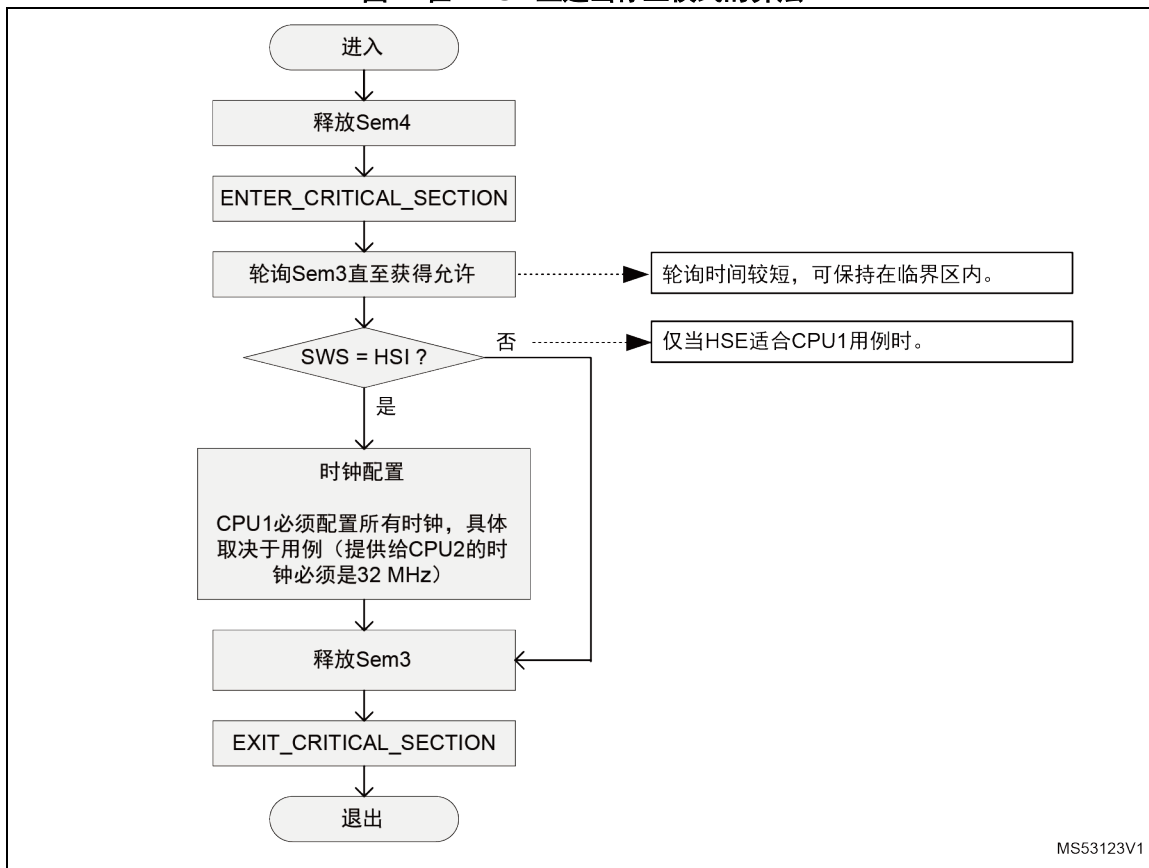 进入
释放Sem4
ENTER_CRITICAL_SECTION
轮询Sem3直至获得允许
轮询时间较短，可保持在临界区内。
SWS = HSI ?
否
仅当HSE适合CPU1用例时。
是
时钟配置
CPU1必须配置所有时钟，具体
取决于用例（提供给CPU2的时
钟必须是32 MHz）
释放Sem3
EXIT_CRITICAL_SECTION
退出
MS53123V1